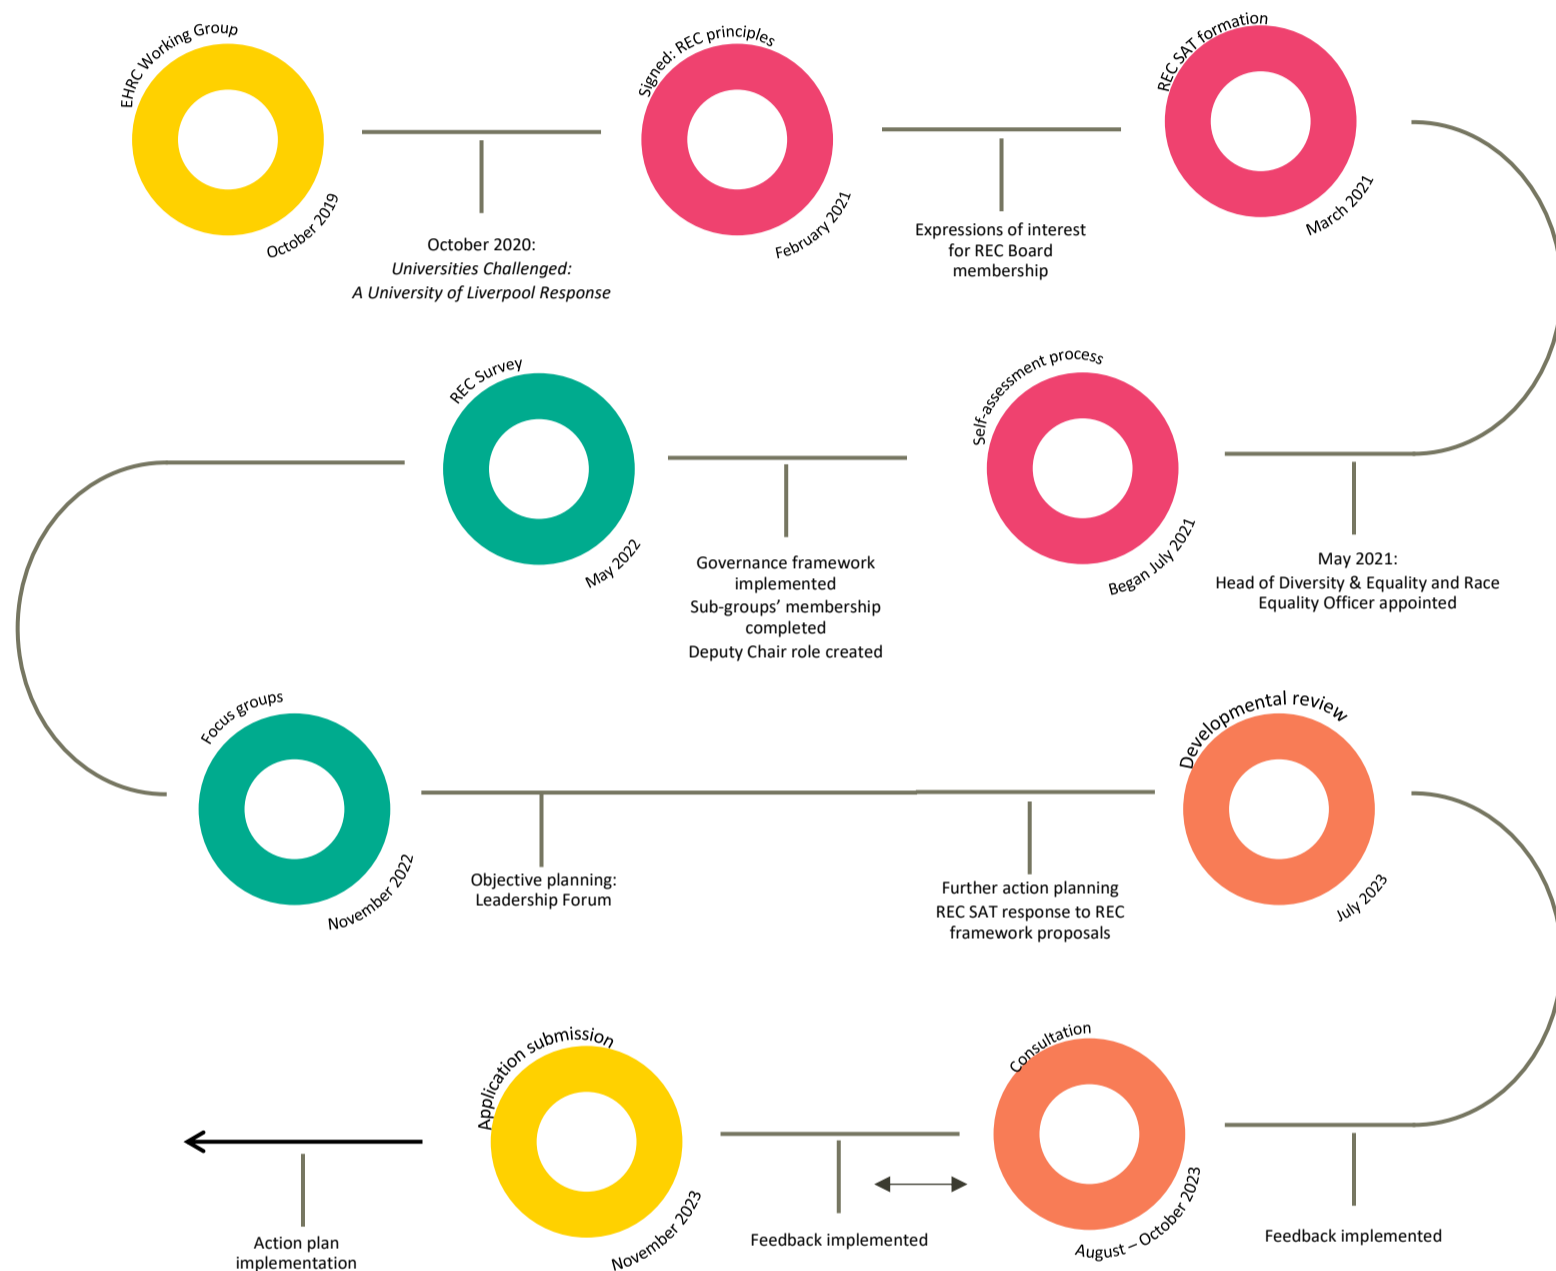 EHRC Working Group
October 2019
October 2020:
Universities Challenged:
A University of Liverpool Response
Signed: REC principles
February 2021
Expressions of interest
for REC Board
membership
REC SAT formation
March 2021
May 2021:
Head of Diversity & Equality and Race
Equality Officer appointed
Self-assessment process
Began July 2021
Governance framework
implemented
Sub-groups’ membership
completed
Deputy Chair role created
REC Survey
May 2022
Focus groups
November 2022
Objective planning:
Leadership Forum
Further action planning
REC SAT response to REC
framework proposals
Developmental review
July 2023
Feedback implemented
Consultation
August – October 2023
Feedback implemented
Application submission
November 2023
Action plan
implementation